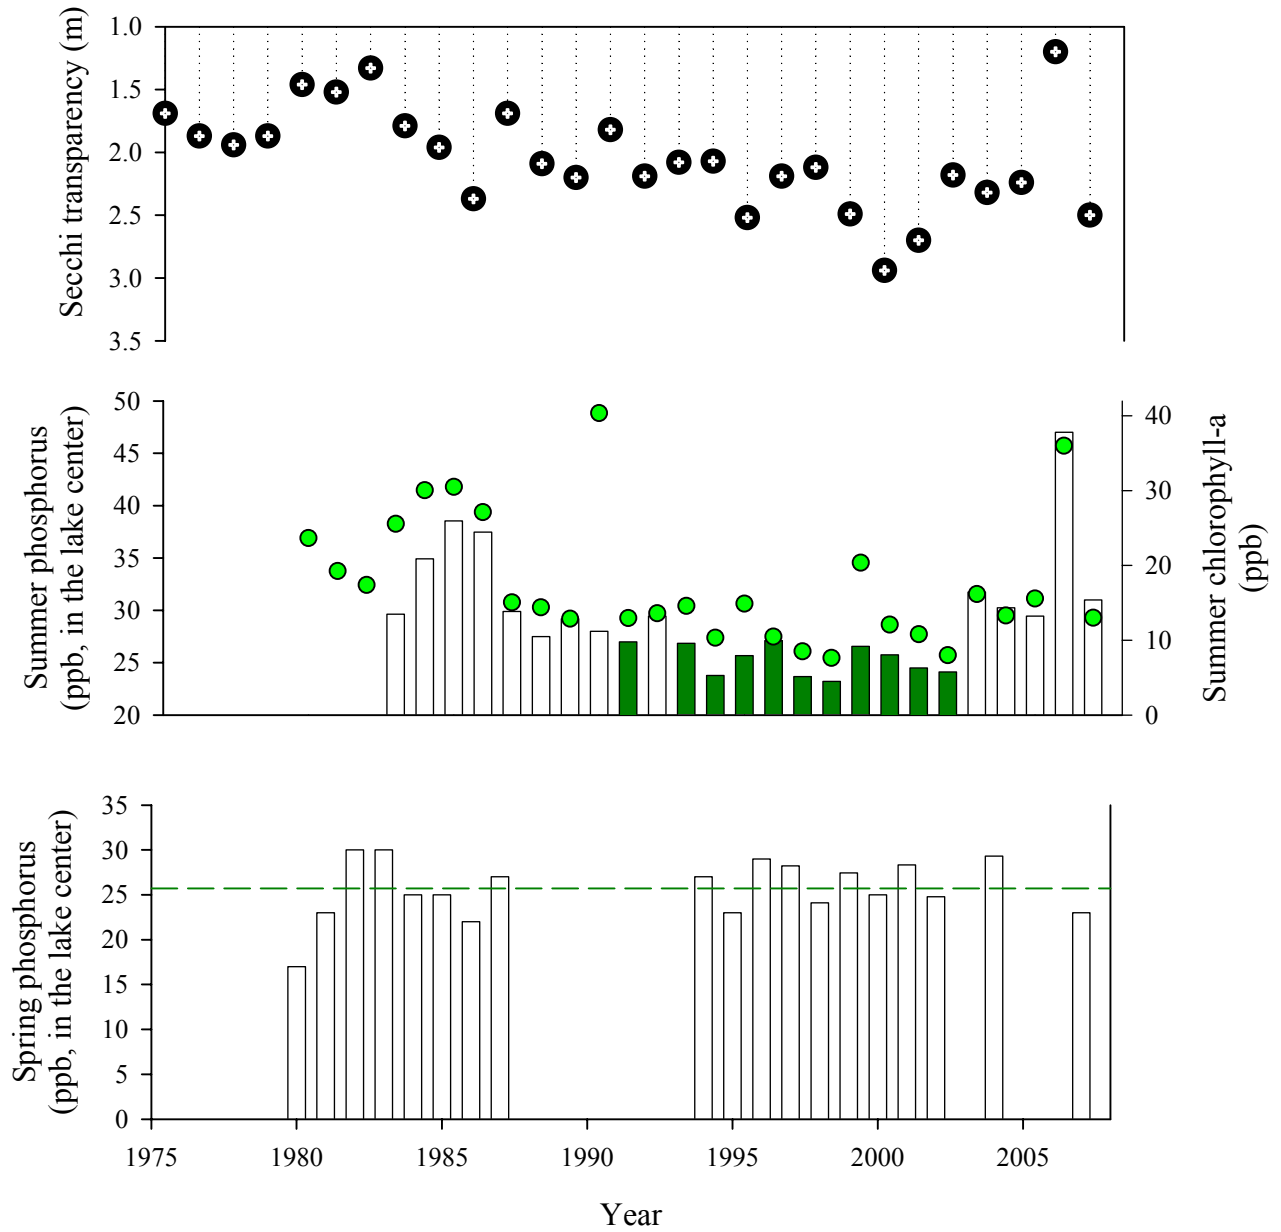 Secchi transparency (m)
1.0
1.5
2.0
2.5
3.0
3.5
Summer phosphorus
(ppb, in the lake center)
50
45
40
35
30
25
20
40
30
20
10
0
Summer chlorophyll-a
(ppb)
Spring phosphorus
(ppb, in the lake center)
35
30
25
20
15
10
5
0
1975 1980 1985 1990 1995 2000 2005
Year